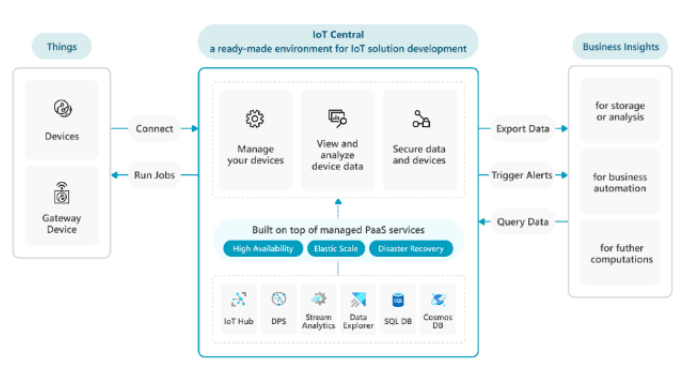 Things
IoT Central
a ready-made environment for IoT solution development
Business Insights
Devices
Gateway
Device
Connect
Run Jobs
Manage
your devices
View and
analyze
device data
Secure data
and devices
Built on top of managed PaaS services
High Availability
Elastic Scale
Disaster Recovery
IoT Hub
DPS
Stream
Analytics
Data
Explorer
SQL
SQL DB
Cosmos
DB
Export Data
Trigger Alerts
Query Data
for storage
or analysis
for business
automation
for futher
computations